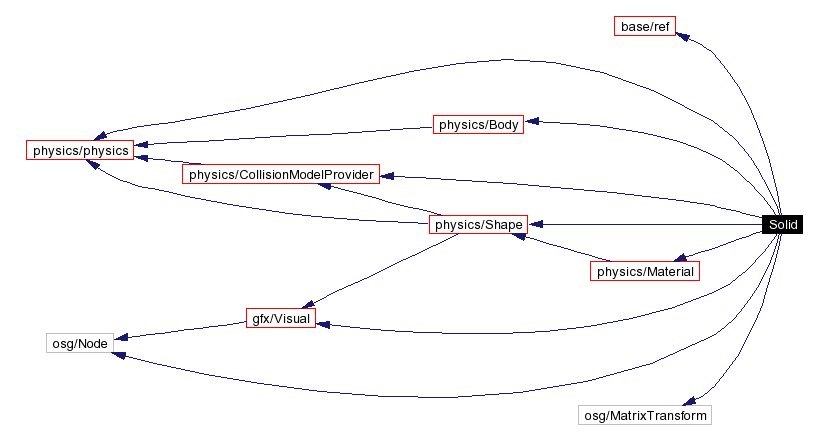 base/ref
physics/Body
physics/physics
physics/CollisionModelProvider
physics/Shape
Solid
physics/Material
gfx/Visual
osg/Node
osg/MatrixTransform